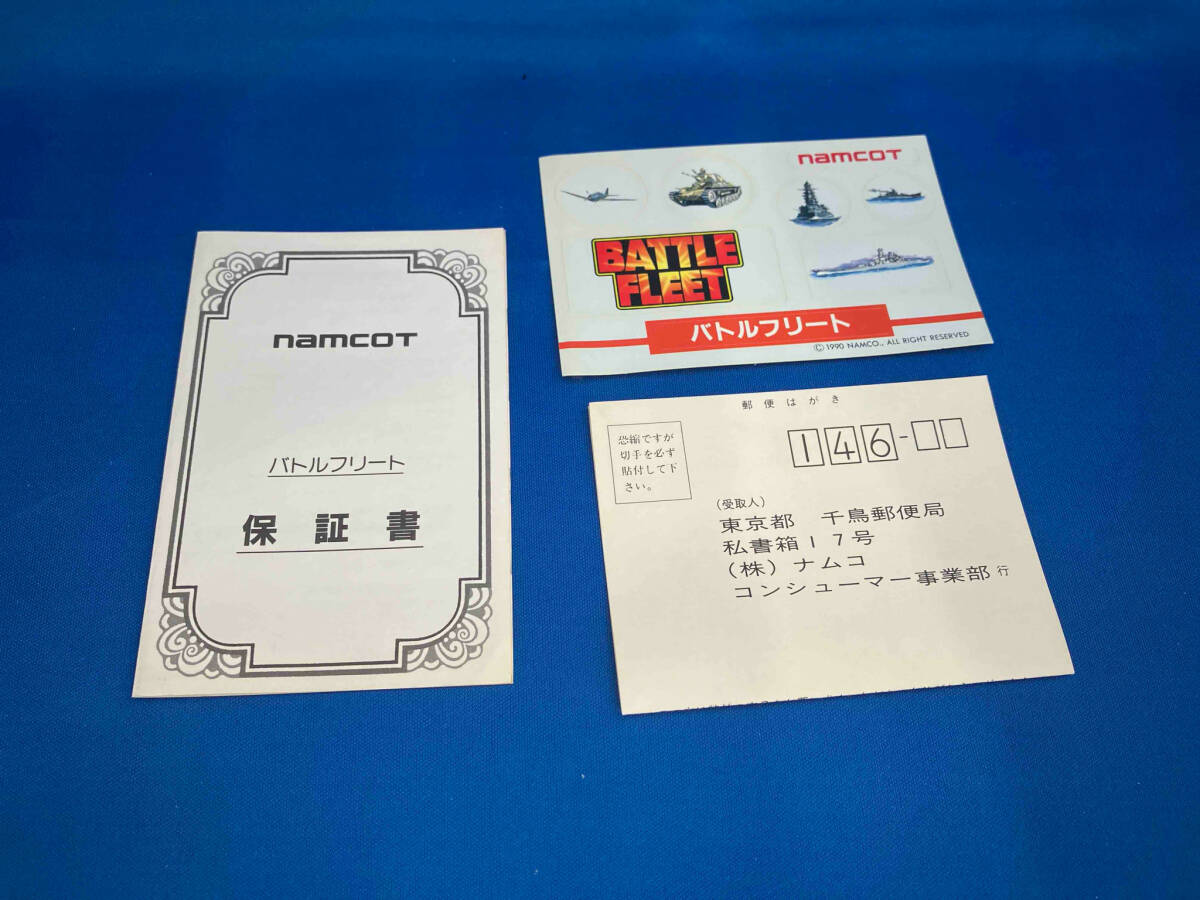 namcoT
バトルフリート
保証書
namcoT
BATTLE
FLEET
バトルフリート
© 1990 NAMCO., ALL RIGHT RESERVED
郵便はがき
恐縮ですが
切手を必ず
貼付して下
さい。
146-
(受取人)
東京都 千鳥郵便局
私書箱17号
(株)ナムコ
コンシューマー事業部 行